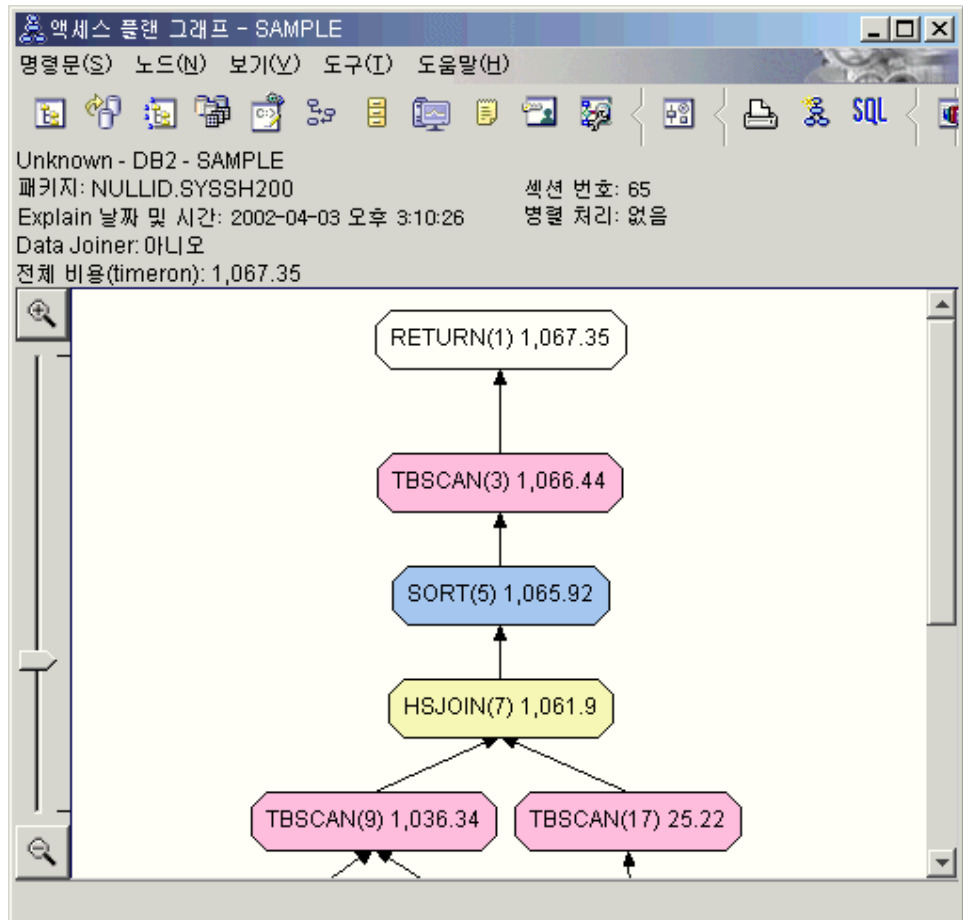 액세스 플랜 그래프 - SAMPLE
명령문(S) 노드(N) 보기(V) 도구(T) 도움말(H)
SQL
Unknown - DB2 - SAMPLE
패키지: NULLID.SYSSH200 섹션 번호: 65
Explain 날짜 및 시간: 2002-04-03 오후 3:10:26 병렬 처리: 없음
Data Joiner: 아니오
전체 비용(timeron): 1,067.35
RETURN(1) 1,067.35
TBSCAN(3) 1,066.44
SORT(5) 1,065.92
HSJOIN(7) 1,061.9
TBSCAN(9) 1,036.34 TBSCAN(17) 25.22